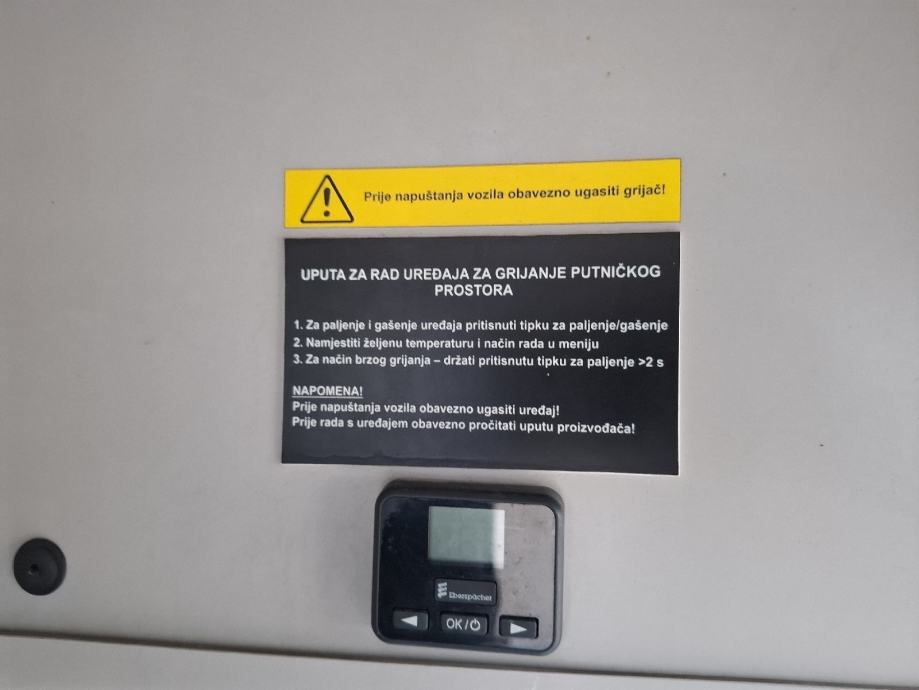 Prije napuštanja vozila obavezno ugasiti grijač!
UPUTA ZA RAD UREĐAJA ZA GRIJANJE PUTNIČKOG
PROSTORA
1. Za paljenje i gašenje uređaja pritisnuti tipku za paljenje/gašenje
2. Namjestiti željenu temperaturu i način rada u meniju
3. Za način brzog grijanja – držati pritisnutu tipku za paljenje >2 s
NAPOMENA!
Prije napuštanja vozila obavezno ugasiti uređaj!
Prije rada s uređajem obavezno pročitati uputu proizvođača!
Eberspächer
OK/⏻